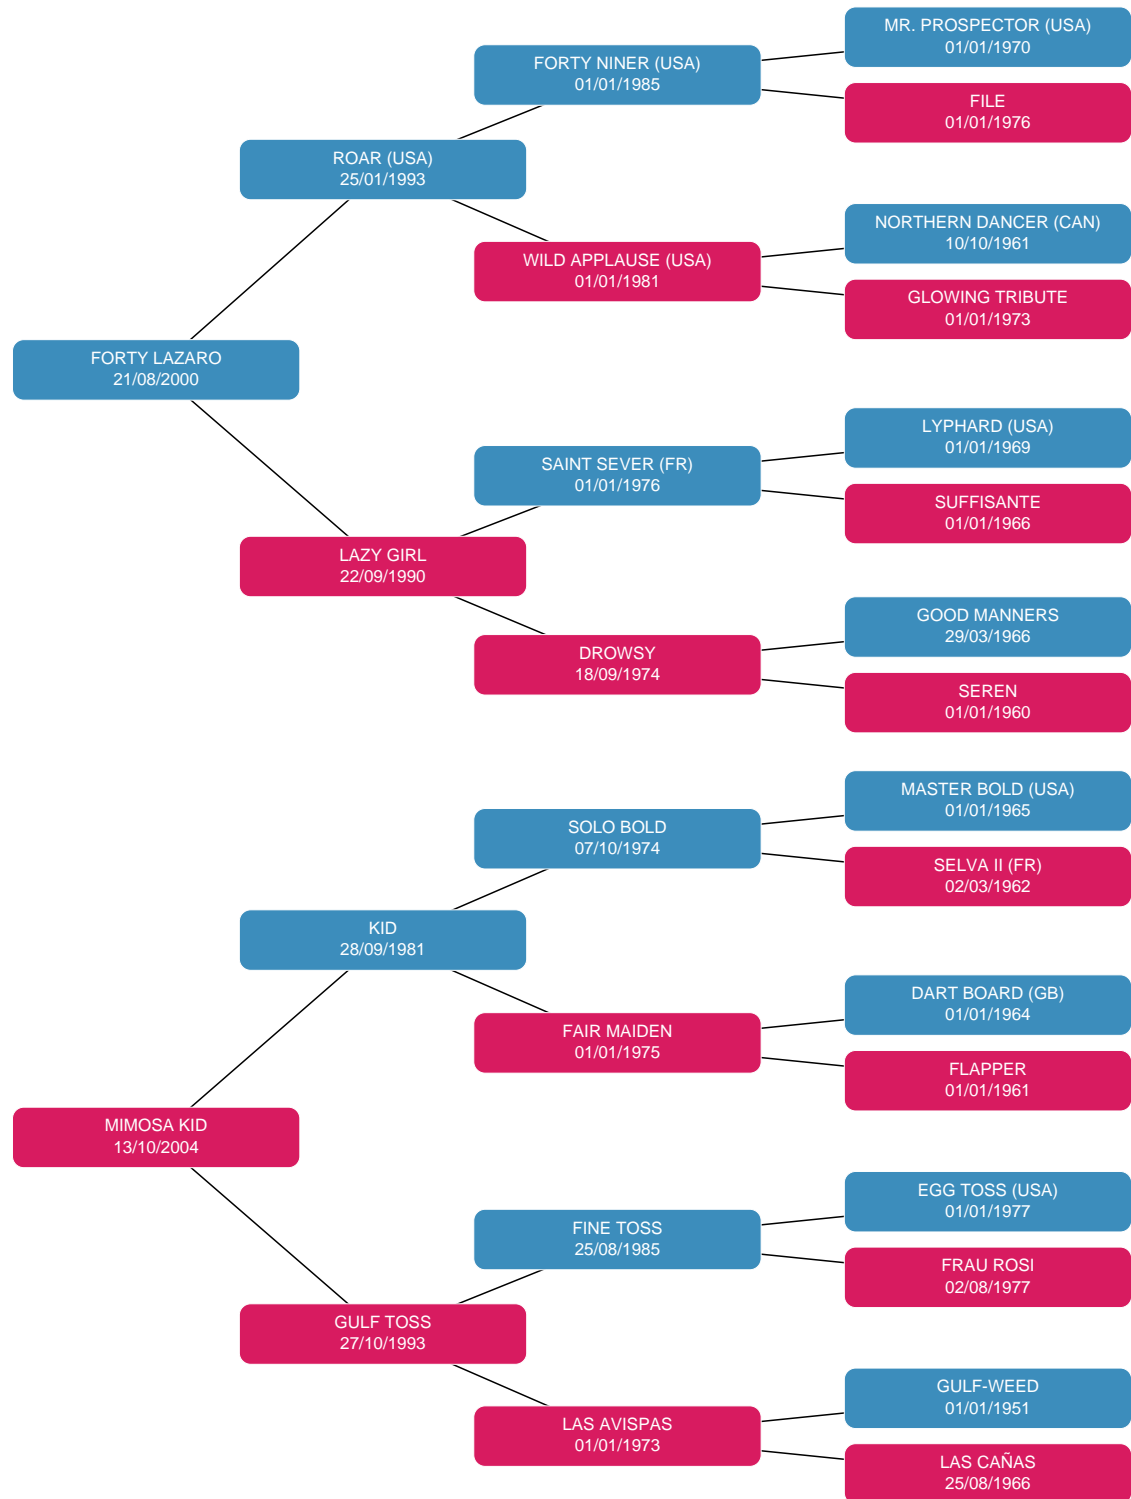 MR. PROSPECTOR (USA)
01/01/1970
FORTY NINER (USA)
01/01/1985
FILE
01/01/1976
ROAR (USA)
25/01/1993
NORTHERN DANCER (CAN)
10/10/1961
WILD APPLAUSE (USA)
01/01/1981
GLOWING TRIBUTE
01/01/1973
FORTY LAZARO
21/08/2000
LYPHARD (USA)
01/01/1969
SAINT SEVER (FR)
01/01/1976
SUFFISANTE
01/01/1966
LAZY GIRL
22/09/1990
GOOD MANNERS
29/03/1966
DROWSY
18/09/1974
SEREN
01/01/1960
MASTER BOLD (USA)
01/01/1965
SOLO BOLD
07/10/1974
SELVA II (FR)
02/03/1962
KID
28/09/1981
DART BOARD (GB)
01/01/1964
FAIR MAIDEN
01/01/1975
FLAPPER
01/01/1961
MIMOSA KID
13/10/2004
EGG TOSS (USA)
01/01/1977
FINE TOSS
25/08/1985
FRAU ROSI
02/08/1977
GULF TOSS
27/10/1993
GULF-WEED
01/01/1951
LAS AVISPAS
01/01/1973
LAS CAÑAS
25/08/1966